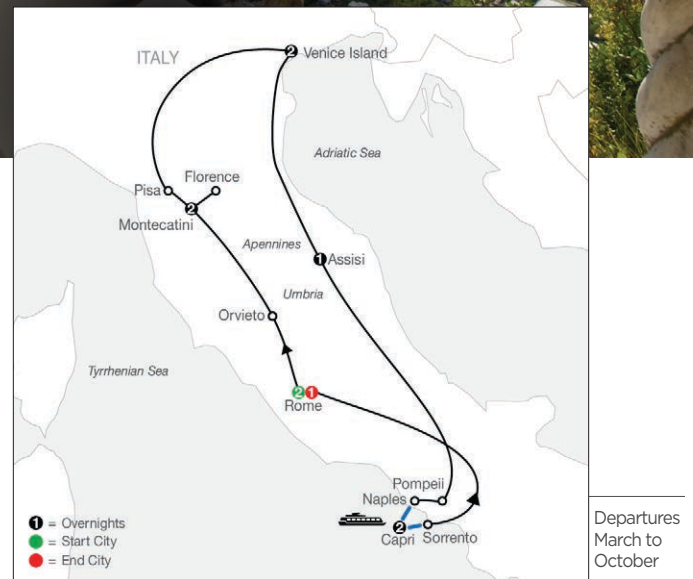 ITALY
2 Venice Island
Adriatic Sea
Florence
Pisa
2
Montecatini
Apennines
1 Assisi
Umbria
Orvieto
Tyrrhenian Sea
2 1
Rome
Pompeii
Naples
2
Capri Sorrento
1 = Overnights
= Start City
= End City
Departures
March to
October